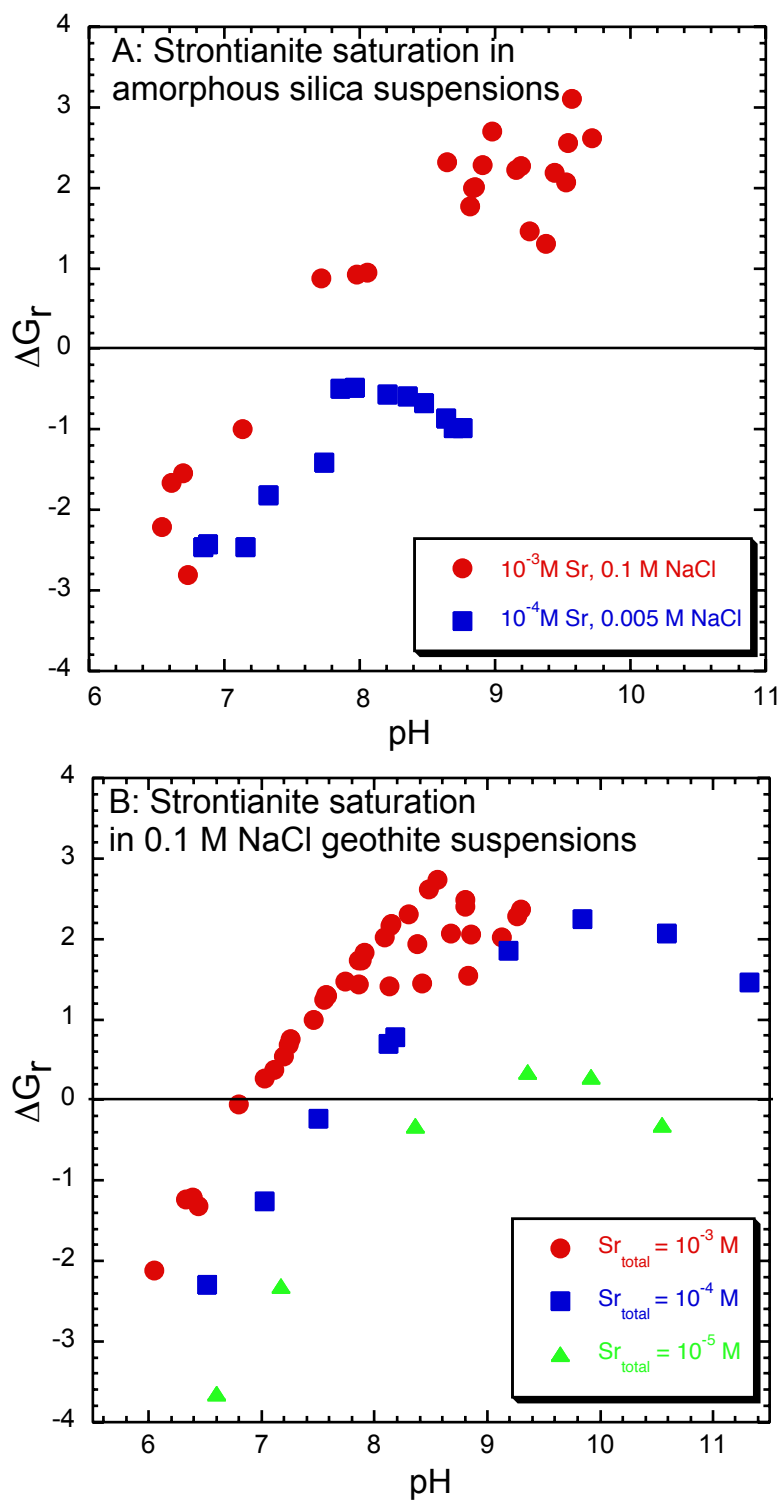 A: Strontianite saturation in
amorphous silica suspensions
4
3
2
1
0
-1
-2
-3
-4
ΔGr
10-3M Sr, 0.1 M NaCl
10-4M Sr, 0.005 M NaCl
6 7 8 9 10 11
pH
B: Strontianite saturation
in 0.1 M NaCl geothite suspensions
4
3
2
1
0
-1
-2
-3
-4
ΔGr
Srtotal = 10-3 M
Srtotal = 10-4 M
Srtotal = 10-5 M
6 7 8 9 10 11
pH